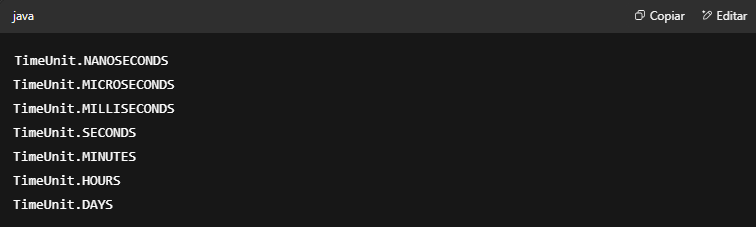 java Copiar Editar
TimeUnit.NANOSECONDS
TimeUnit.MICROSECONDS
TimeUnit.MILLISECONDS
TimeUnit.SECONDS
TimeUnit.MINUTES
TimeUnit.HOURS
TimeUnit.DAYS